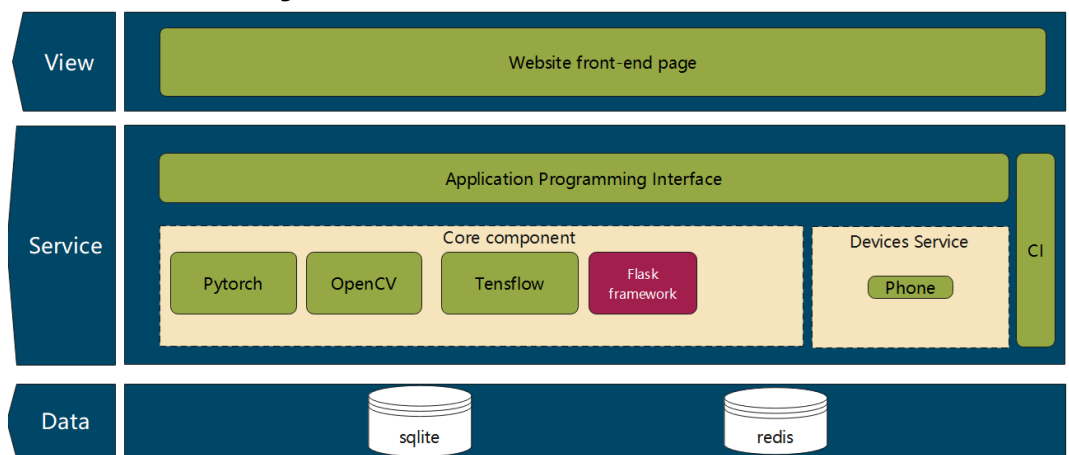 View
Website front-end page
Service
Application Programming Interface
CI
Core component
Pytorch
OpenCV
Tensflow
Flask
framework
Devices Service
Phone
Data
sqlite
redis